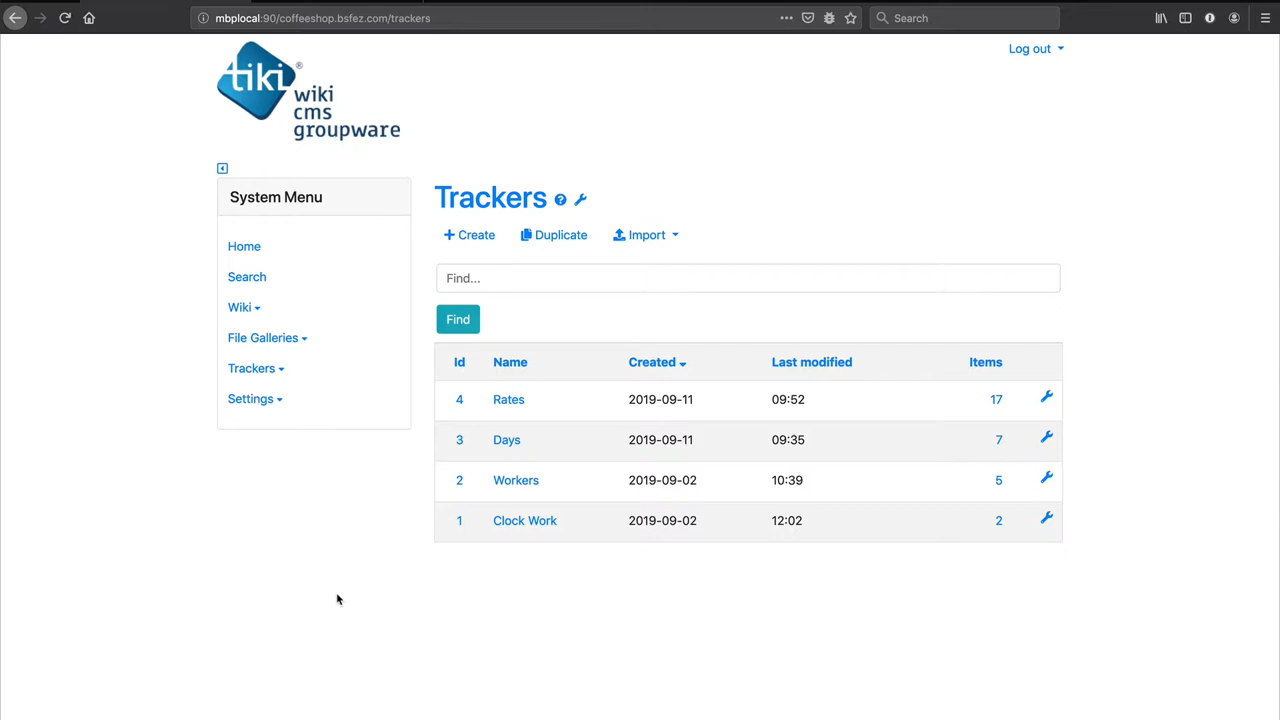 mbplocal:90/coffeeshop.bsfez.com/trackers
Search
Log out
tiki ®
wiki
cms
groupware
System Menu
Home
Search
Wiki
File Galleries
Trackers
Settings
Trackers
Create Duplicate Import
Find...
Find
Id Name Created Last modified Items
4 Rates 2019-09-11 09:52 17
3 Days 2019-09-11 09:35 7
2 Workers 2019-09-02 10:39 5
1 Clock Work 2019-09-02 12:02 2